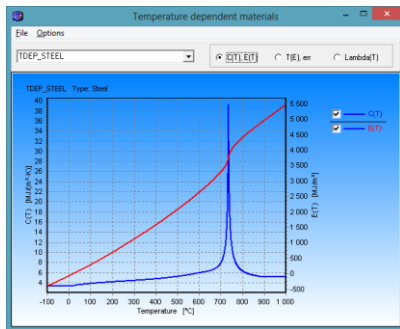 Temperature dependent materials
File Options
TDEP_STEEL
C(T), E(T)
T(E), err
Lambda(T)
TDEP_STEEL Type: Steel
C(T) [MJ/(m³·K)]
40
38
36
34
32
30
28
26
24
22
20
18
16
14
12
10
8
6
4
E(T) [MJ/m³]
5 500
5 000
4 500
4 000
3 500
3 000
2 500
2 000
1 500
1 000
500
0
-500
C(T)
E(T)
-100 0 100 200 300 400 500 600 700 800 900 1 000
Temperature [°C]